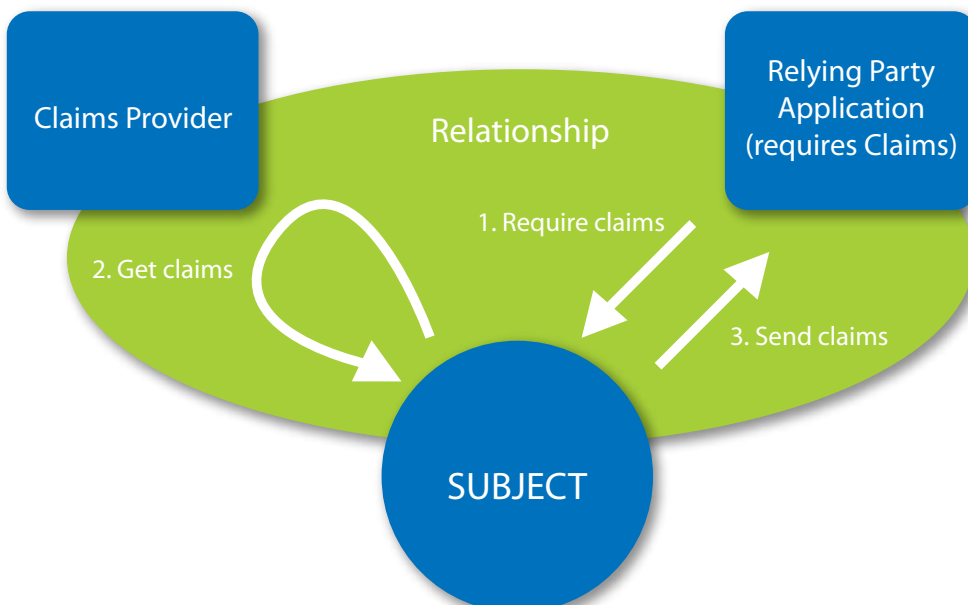 Claims Provider
Relying Party
Application
(requires Claims)
Relationship
1. Require claims
2. Get claims
3. Send claims
SUBJECT